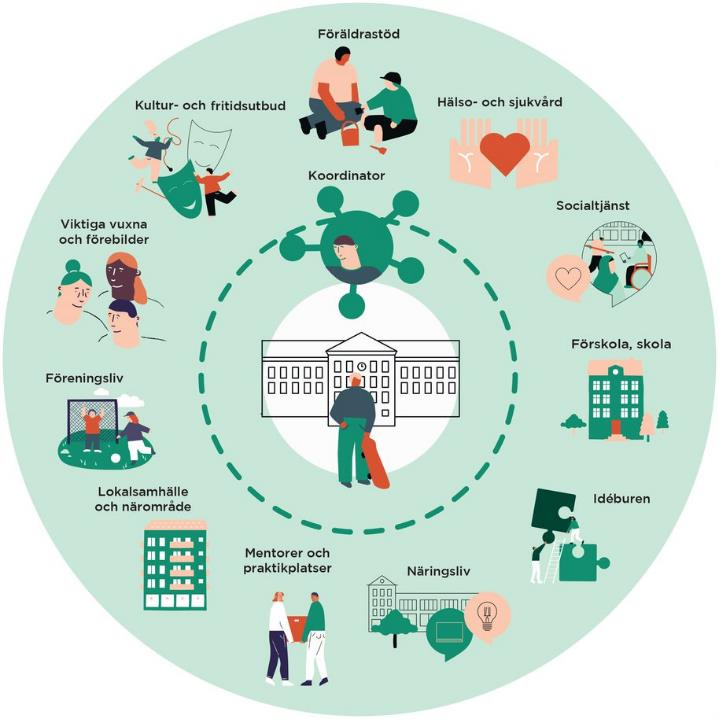 Föräldrastöd
Kultur- och fritidsutbud
Hälso- och sjukvård
Koordinator
Socialtjänst
Viktiga vuxna
och förebilder
Förskola, skola
Föreningsliv
Idéburen
Lokalsamhälle
och närområde
Mentorer och
praktikplatser
Näringsliv